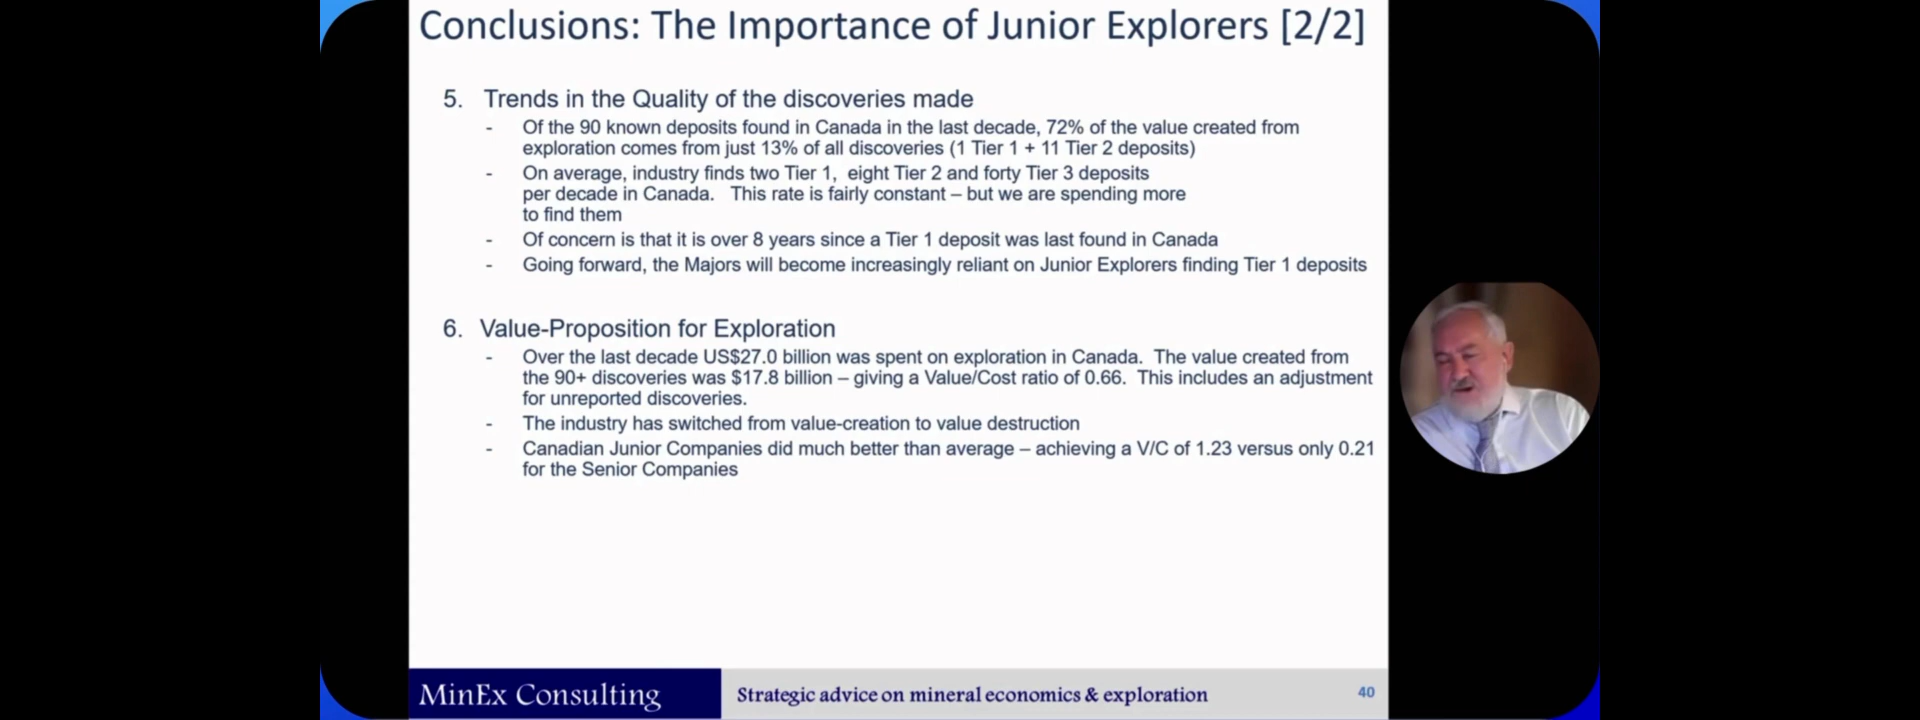 Conclusions: The Importance of Junior Explorers [2/2]
5. Trends in the Quality of the discoveries made
- Of the 90 known deposits found in Canada in the last decade, 72% of the value created from
exploration comes from just 13% of all discoveries (1 Tier 1 + 11 Tier 2 deposits)
- On average, industry finds two Tier 1, eight Tier 2 and forty Tier 3 deposits
per decade in Canada. This rate is fairly constant – but we are spending more
to find them
- Of concern is that it is over 8 years since a Tier 1 deposit was last found in Canada
- Going forward, the Majors will become increasingly reliant on Junior Explorers finding Tier 1 deposits
6. Value-Proposition for Exploration
- Over the last decade US$27.0 billion was spent on exploration in Canada. The value created from
the 90+ discoveries was $17.8 billion – giving a Value/Cost ratio of 0.66. This includes an adjustment
for unreported discoveries.
- The industry has switched from value-creation to value destruction
- Canadian Junior Companies did much better than average – achieving a V/C of 1.23 versus only 0.21
for the Senior Companies
MinEx Consulting
Strategic advice on mineral economics & exploration
40